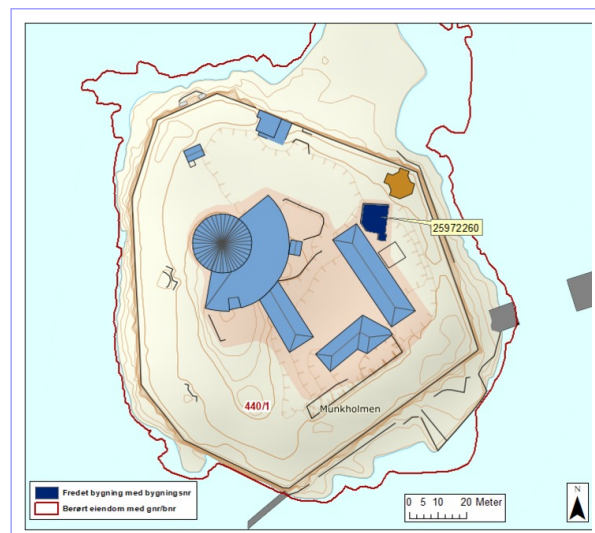 25972260
440/1
Munkholmen
Fredet bygning med bygningsnr
Berørt eiendom med gnr/bnr
0 5 10 20 Meter
N